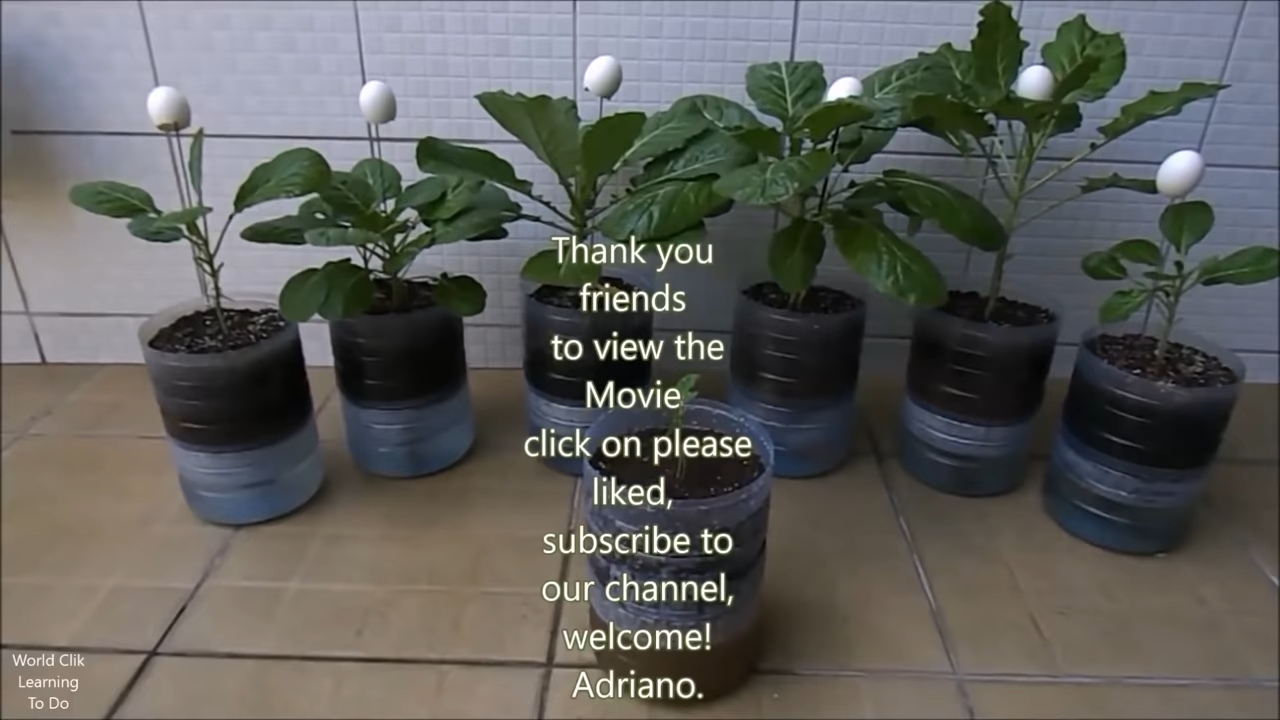 Thank you
friends
to view the
Movie
click on please
liked,
subscribe to
our channel,
welcome!
Adriano.
World Clik
Learning
To Do